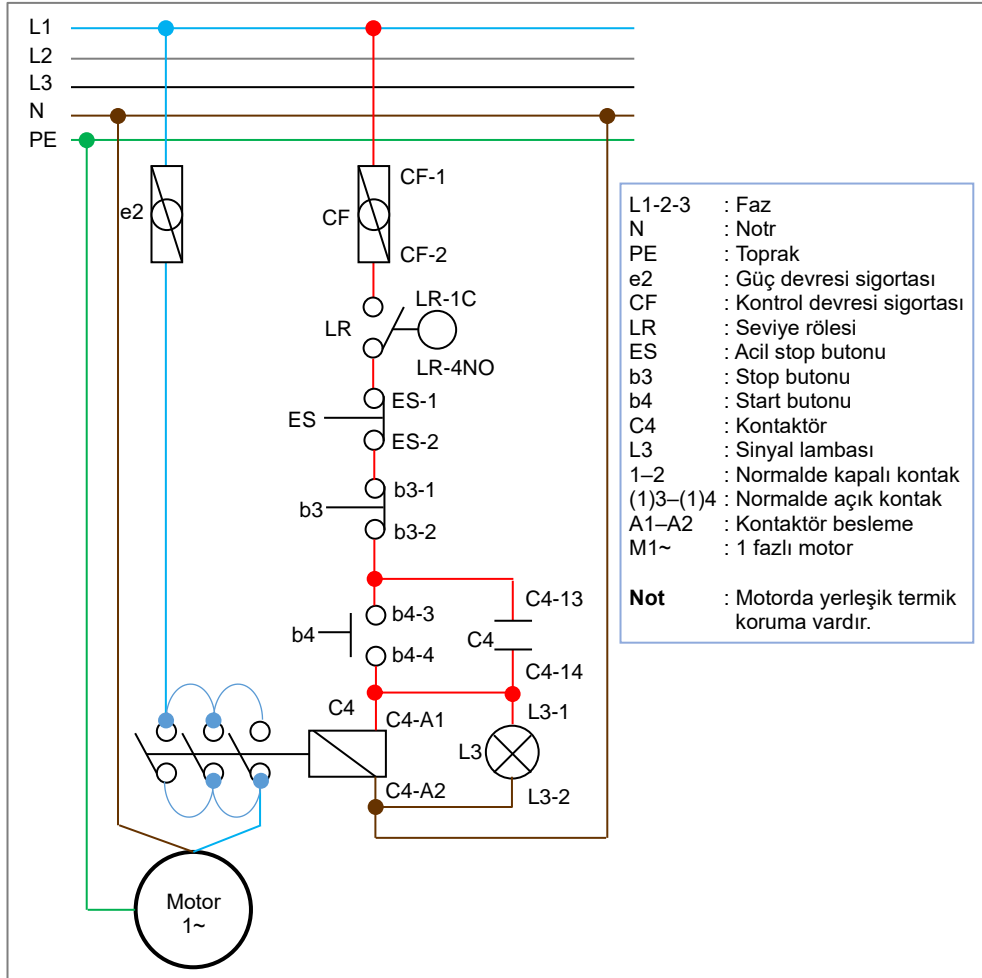 L1
L2
L3
N
PE
e2
CF-1
CF
CF-2
LR-1C
LR
LR-4NO
ES-1
ES
ES-2
b3-1
b3
b3-2
b4-3
b4
b4-4
C4-13
C4
C4-14
C4
C4-A1
L3-1
L3
C4-A2
L3-2
Motor
1~
L1-2-3 : Faz
N : Notr
PE : Toprak
e2 : Güç devresi sigortası
CF : Kontrol devresi sigortası
LR : Seviye rölesi
ES : Acil stop butonu
b3 : Stop butonu
b4 : Start butonu
C4 : Kontaktör
L3 : Sinyal lambası
1–2 : Normalde kapalı kontak
(1)3–(1)4 : Normalde açık kontak
A1–A2 : Kontaktör besleme
M1~ : 1 fazlı motor
Not : Motorda yerleşik termik
koruma vardır.